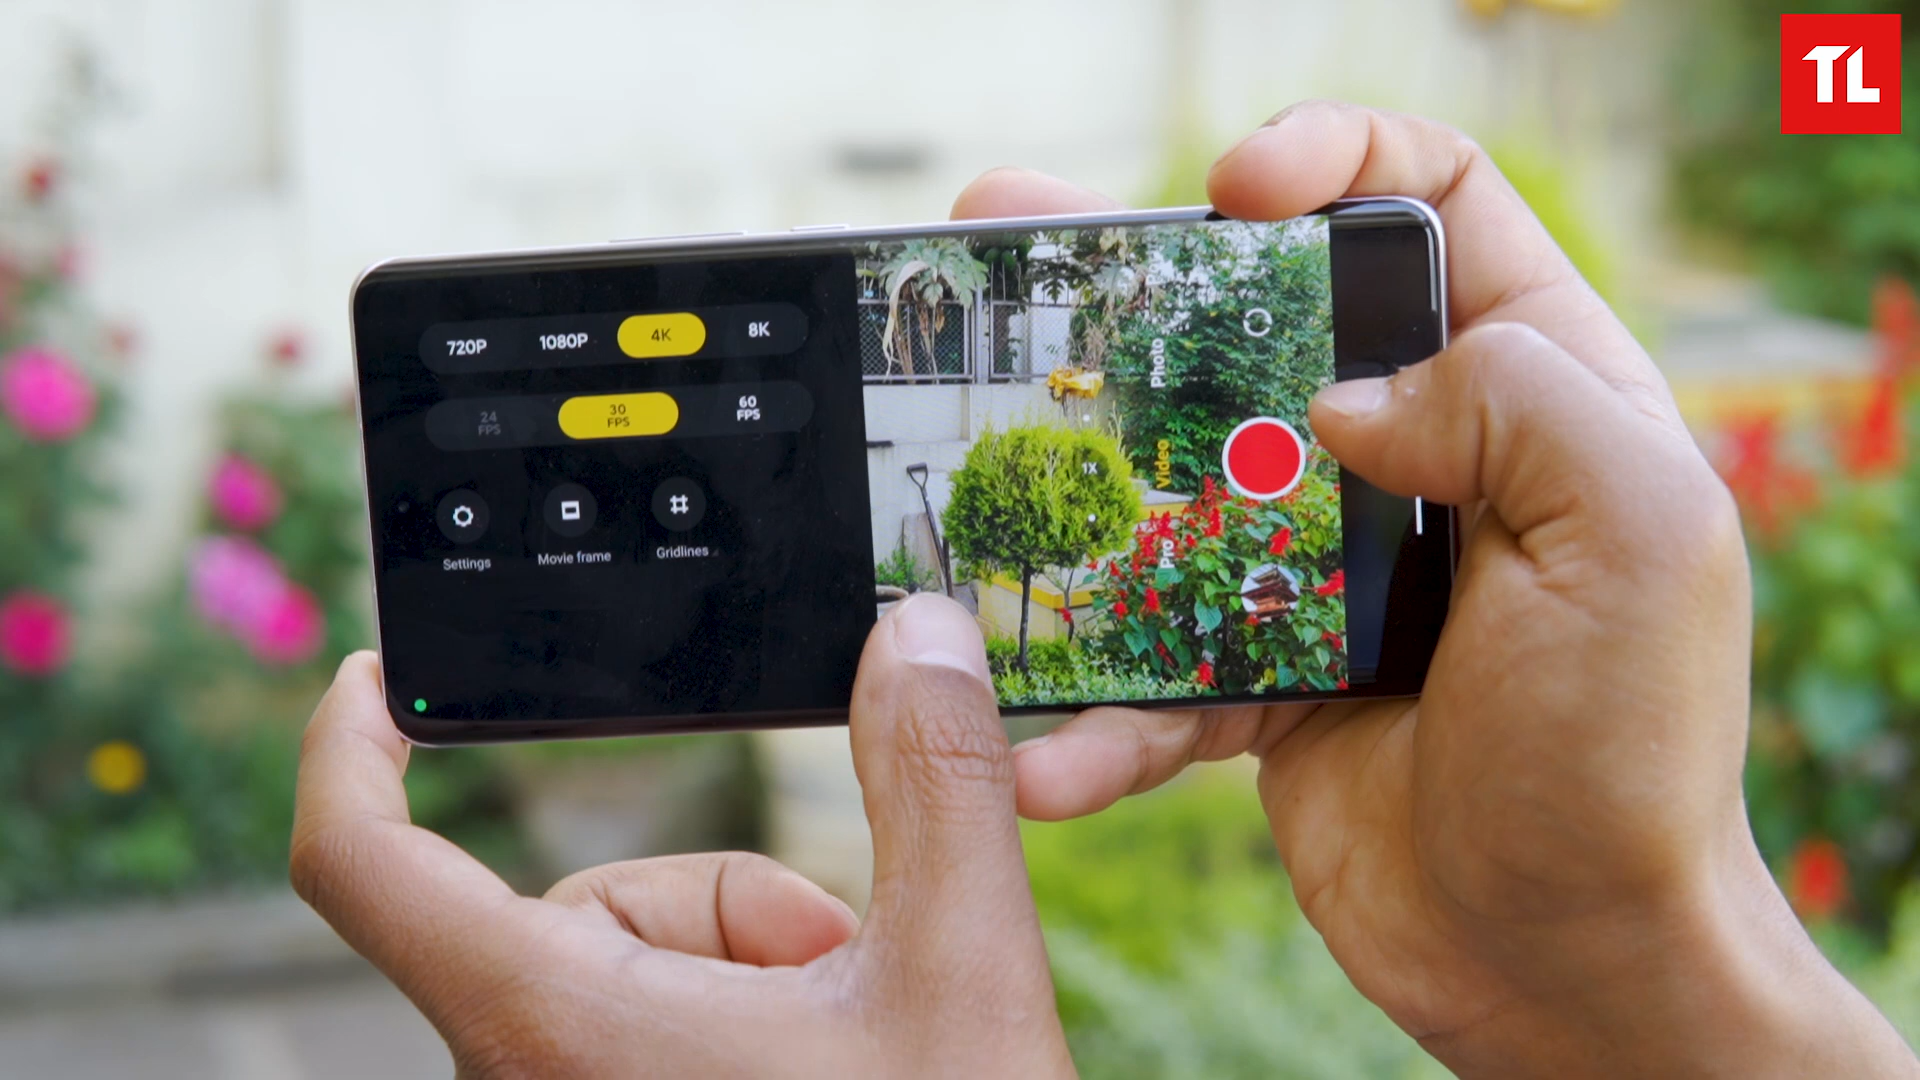 TL
720P 1080P 4K 8K
24 FPS 30 FPS 60 FPS
Settings Movie frame Gridlines
Photo
Video
1X
Pro